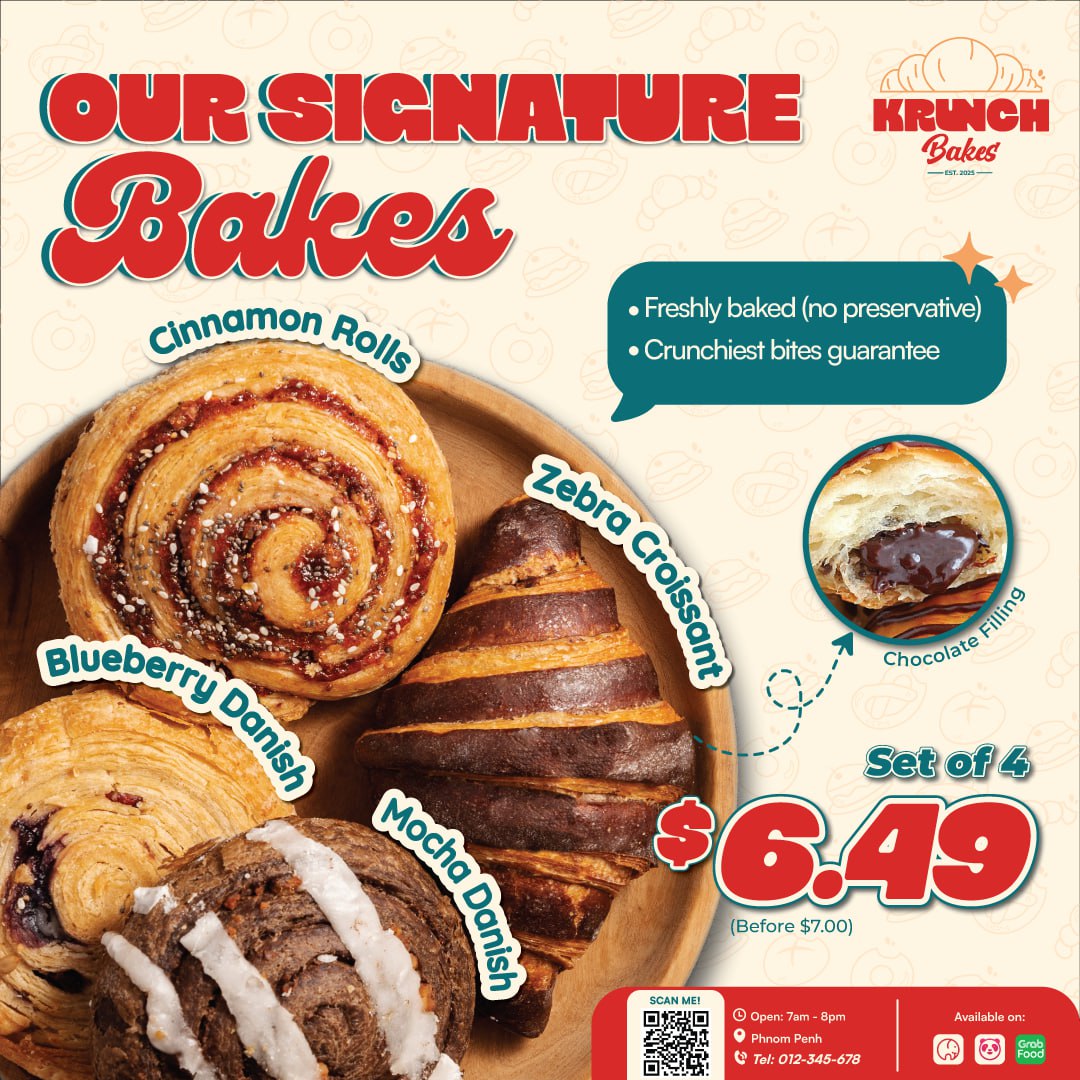 OUR SIGNATURE
Bakes
KRUNCH
Bakes
EST. 2025
• Freshly baked (no preservative)
• Crunchiest bites guarantee
Cinnamon Rolls
Zebra Croissant
Chocolate Filling
Blueberry Danish
Mocha Danish
Set of 4
$6.49
(Before $7.00)
SCAN ME!
Open: 7am - 8pm
Phnom Penh
Tel: 012-345-678
Available on:
Grab
Food